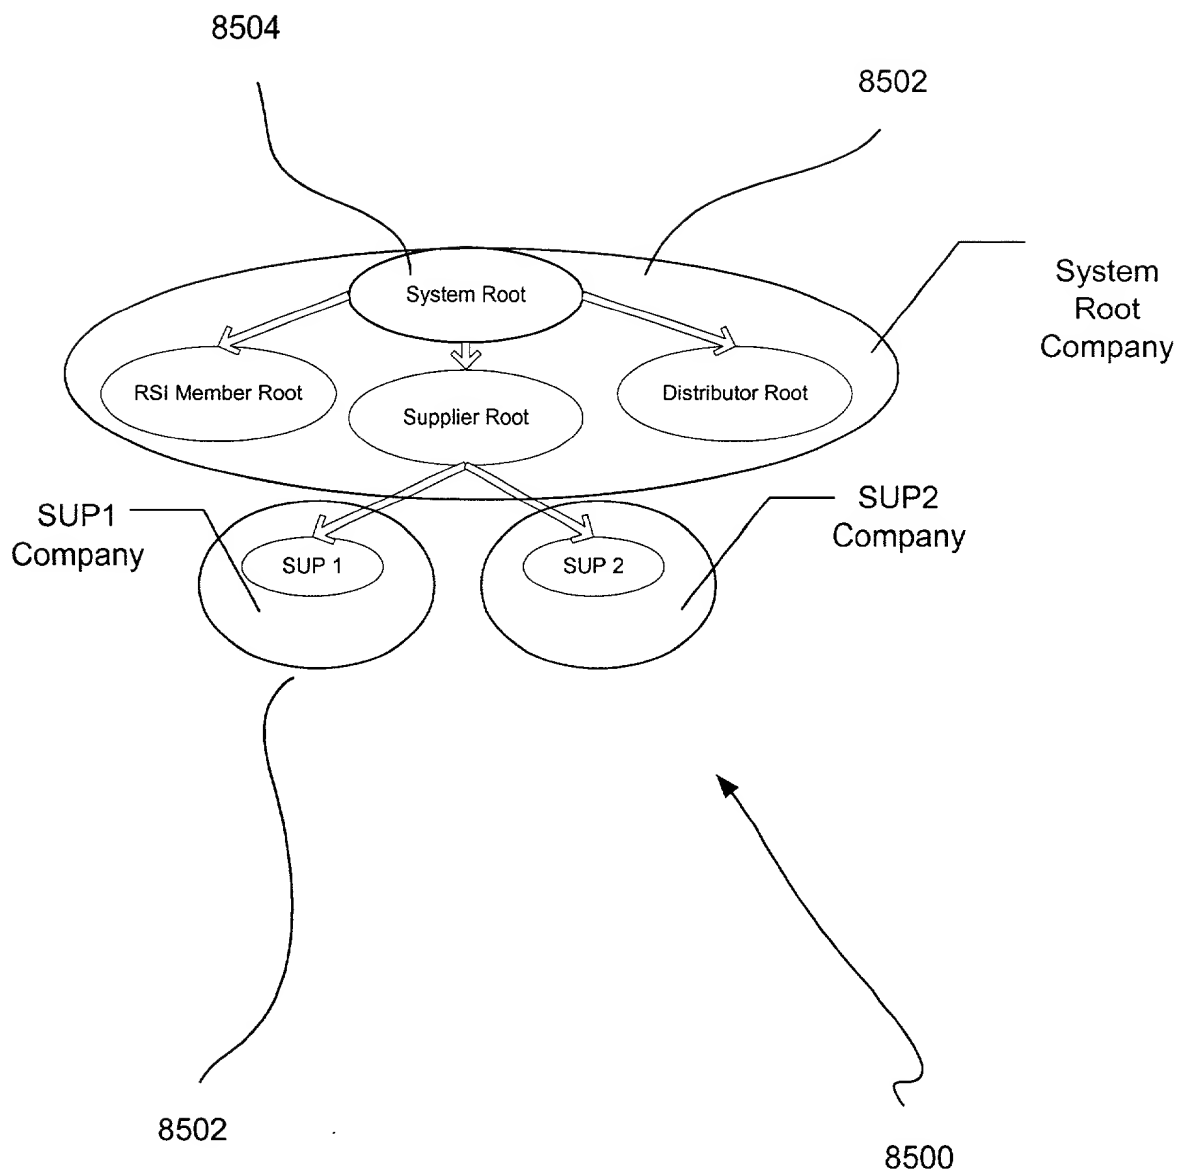 8504
8502
System
Root
Company
System Root
RSI Member Root
Supplier Root
Distributor Root
SUP1
Company
SUP2
Company
SUP 1
SUP 2
8502
8500